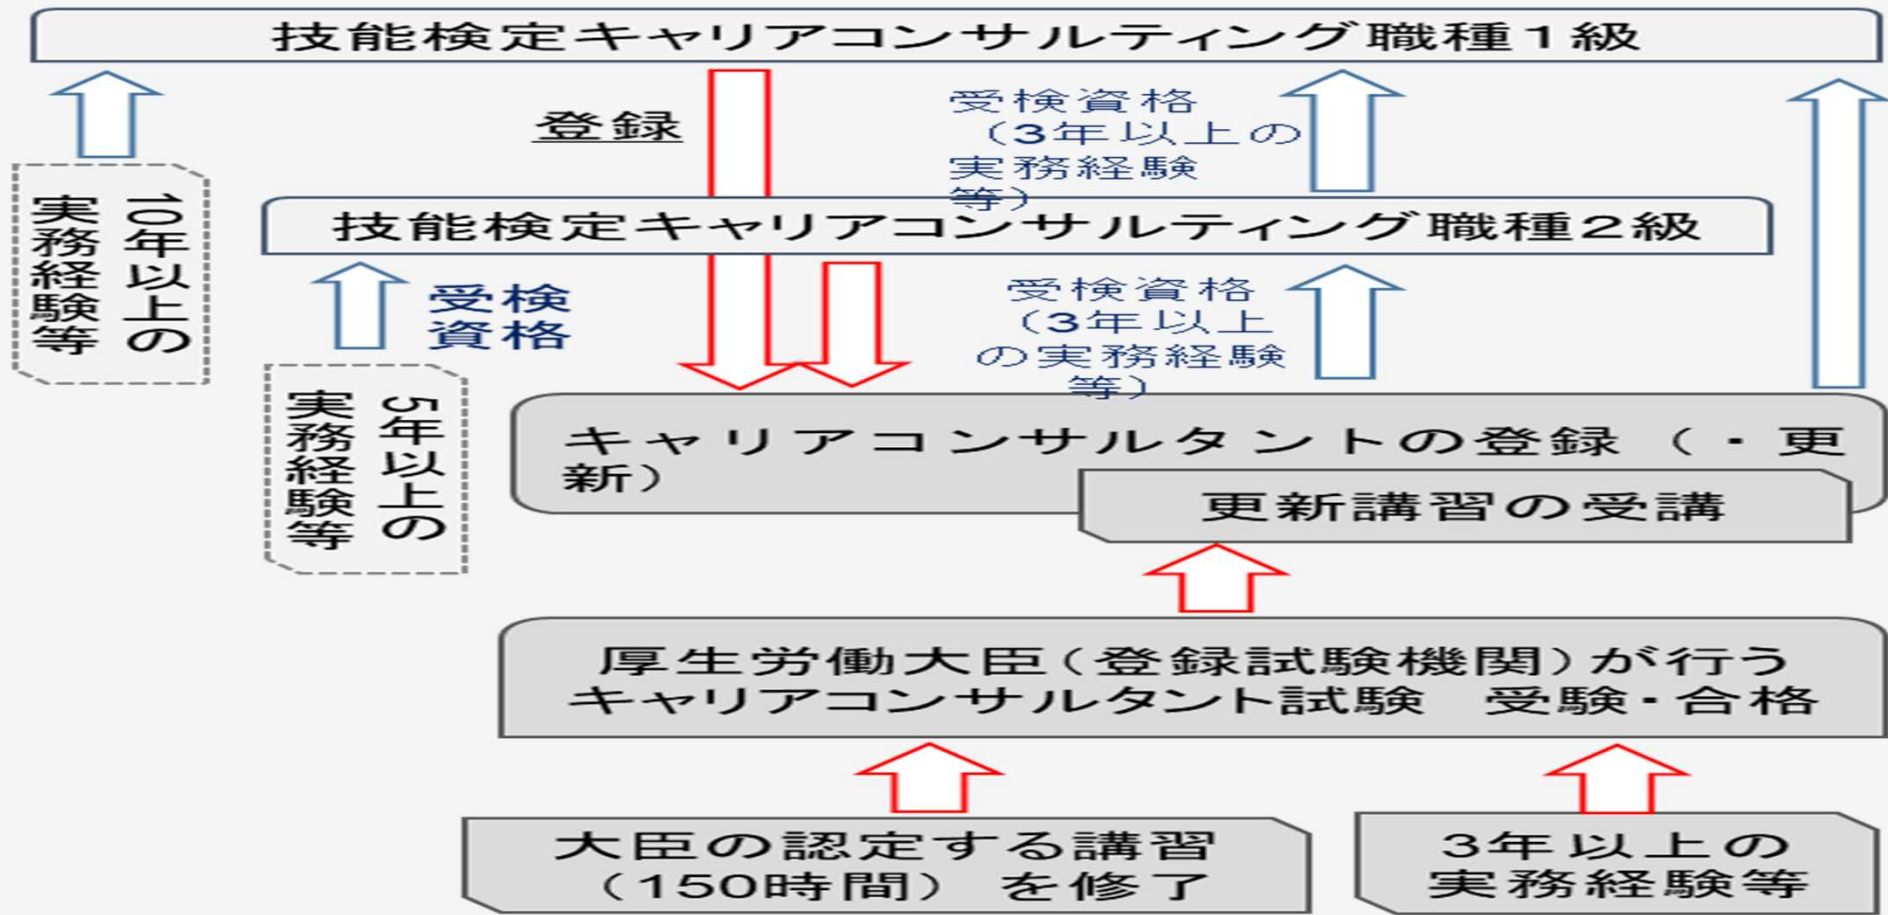 技能検定キャリアコンサルティング職種1級
登録
受検資格
（3年以上の
実務経験
等）
10年以上の
実務経験等
技能検定キャリアコンサルティング職種2級
受検
資格
受検資格
（3年以上
の実務経験
等）
5年以上の
実務経験等
キャリアコンサルタントの登録（・更
新）
更新講習の受講
厚生労働大臣（登録試験機関）が行う
キャリアコンサルタント試験　受験・合格
大臣の認定する講習
（150時間）を修了
3年以上の
実務経験等